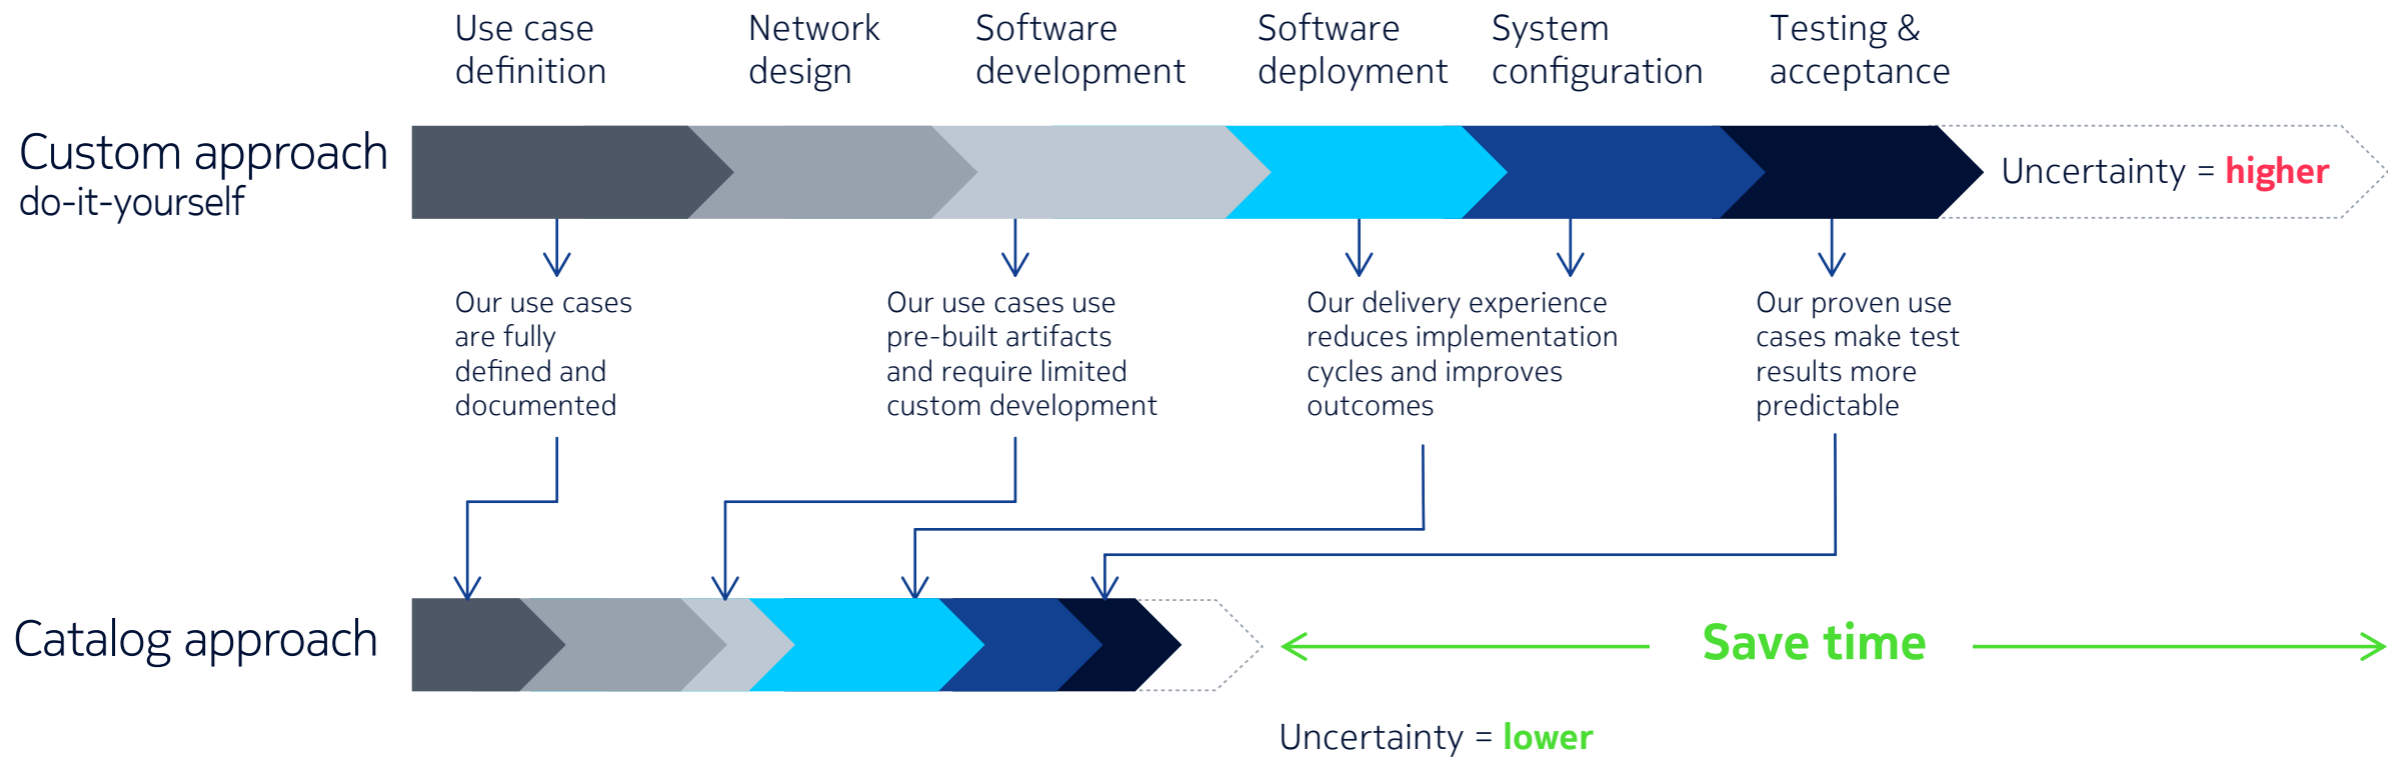 Use case
definition
Network
design
Software
development
Software
deployment
System
configuration
Testing &
acceptance
Custom approach
do-it-yourself
Uncertainty = higher
Our use cases
are fully
defined and
documented
Our use cases use
pre-built artifacts
and require limited
custom development
Our delivery experience
reduces implementation
cycles and improves
outcomes
Our proven use
cases make test
results more
predictable
Catalog approach
Save time
Uncertainty = lower